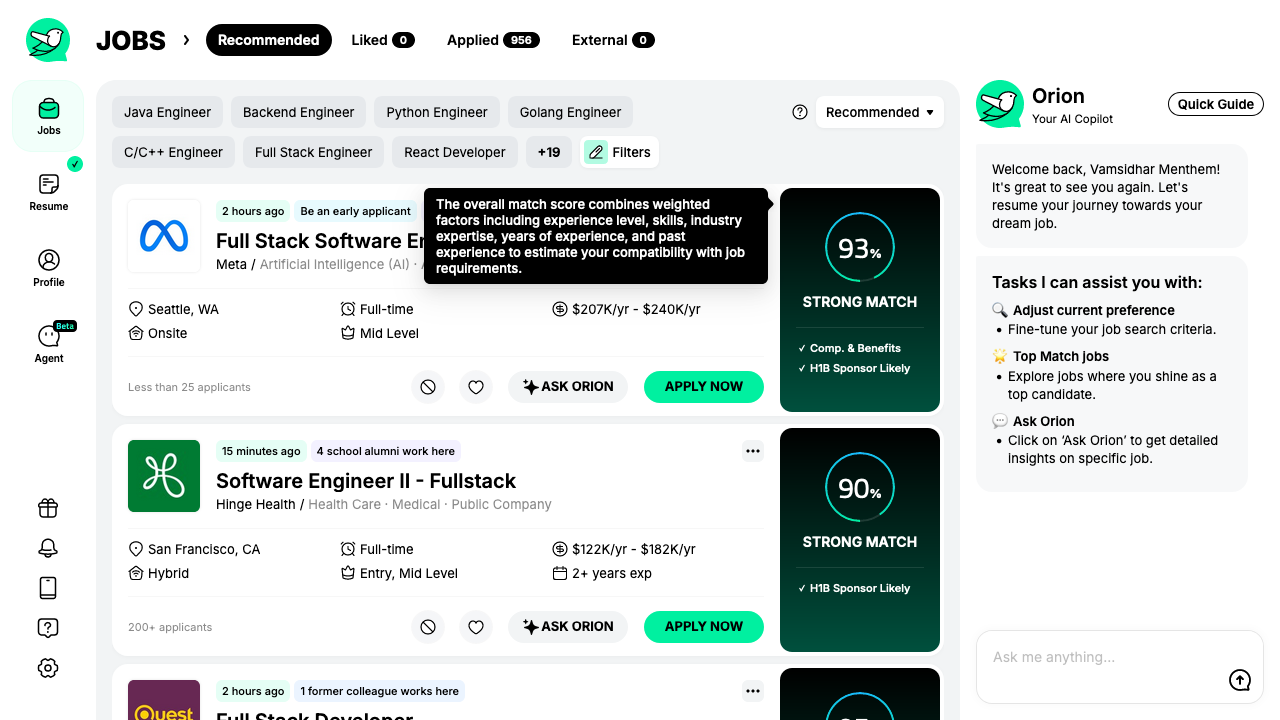 JOBS
Recommended
Liked 0
Applied 956
External 0
Jobs
Resume
Profile
Beta
Agent
Java Engineer
Backend Engineer
Python Engineer
Golang Engineer
Recommended
C/C++ Engineer
Full Stack Engineer
React Developer
+19
Filters
2 hours ago
Be an early applicant
Full Stack Software
Meta / Artificial Intelligence (AI) ·
The overall match score combines weighted
factors including experience level, skills, industry
expertise, years of experience, and past
experience to estimate your compatibility with job
requirements.
Seattle, WA
Full-time
$207K/yr - $240K/yr
Onsite
Mid Level
Less than 25 applicants
ASK ORION
APPLY NOW
93%
STRONG MATCH
✓ Comp. & Benefits
✓ H1B Sponsor Likely
15 minutes ago
4 school alumni work here
Software Engineer II - Fullstack
Hinge Health / Health Care · Medical · Public Company
San Francisco, CA
Full-time
$122K/yr - $182K/yr
Hybrid
Entry, Mid Level
2+ years exp
200+ applicants
ASK ORION
APPLY NOW
90%
STRONG MATCH
✓ H1B Sponsor Likely
Quest
2 hours ago
1 former colleague works here
Full Stack Developer
Orion
Your AI Copilot
Quick Guide
Welcome back, Vamsidhar Menthem!
It's great to see you again. Let's
resume your journey towards your
dream job.
Tasks I can assist you with:
🔍 Adjust current preference
• Fine-tune your job search criteria.
🌟 Top Match jobs
• Explore jobs where you shine as a
top candidate.
💬 Ask Orion
• Click on ‘Ask Orion’ to get detailed
insights on specific job.
Ask me anything...